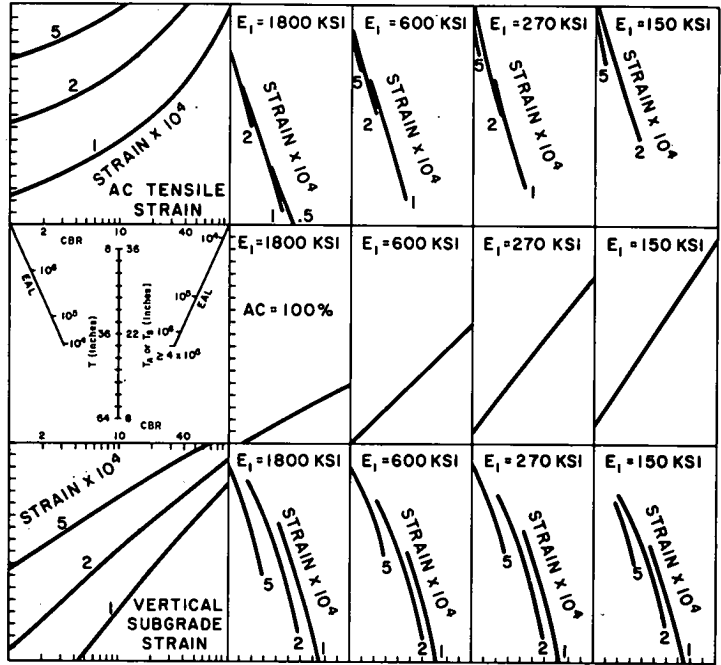 5
2
1
STRAIN × 10⁴
AC TENSILE
STRAIN
E₁ = 1800 KSI
STRAIN × 10⁴
2
1
.5
E₁ = 600 KSI
STRAIN × 10⁴
5
2
1
E₁ = 270 KSI
STRAIN × 10⁴
5
2
1
E₁ = 150 KSI
STRAIN × 10⁴
5
2
2 10 40
CBR
10⁴
8 36
10⁶
EAL
EAL
10⁵
10⁵
10⁴
T (inches)
36 22
T_A or T_S (inches)
10⁶
≥ 4 × 10⁶
64 8
CBR
2 10 40
E₁ = 1800 KSI
AC = 100%
E₁ = 600 KSI
E₁ = 270 KSI
E₁ = 150 KSI
STRAIN × 10⁴
5
2
1
VERTICAL
SUBGRADE
STRAIN
E₁ = 1800 KSI
STRAIN × 10⁴
5
2
1
E₁ = 600 KSI
STRAIN × 10⁴
5
2
1
E₁ = 270 KSI
STRAIN × 10⁴
5
2
1
E₁ = 150 KSI
STRAIN × 10⁴
5
2
1